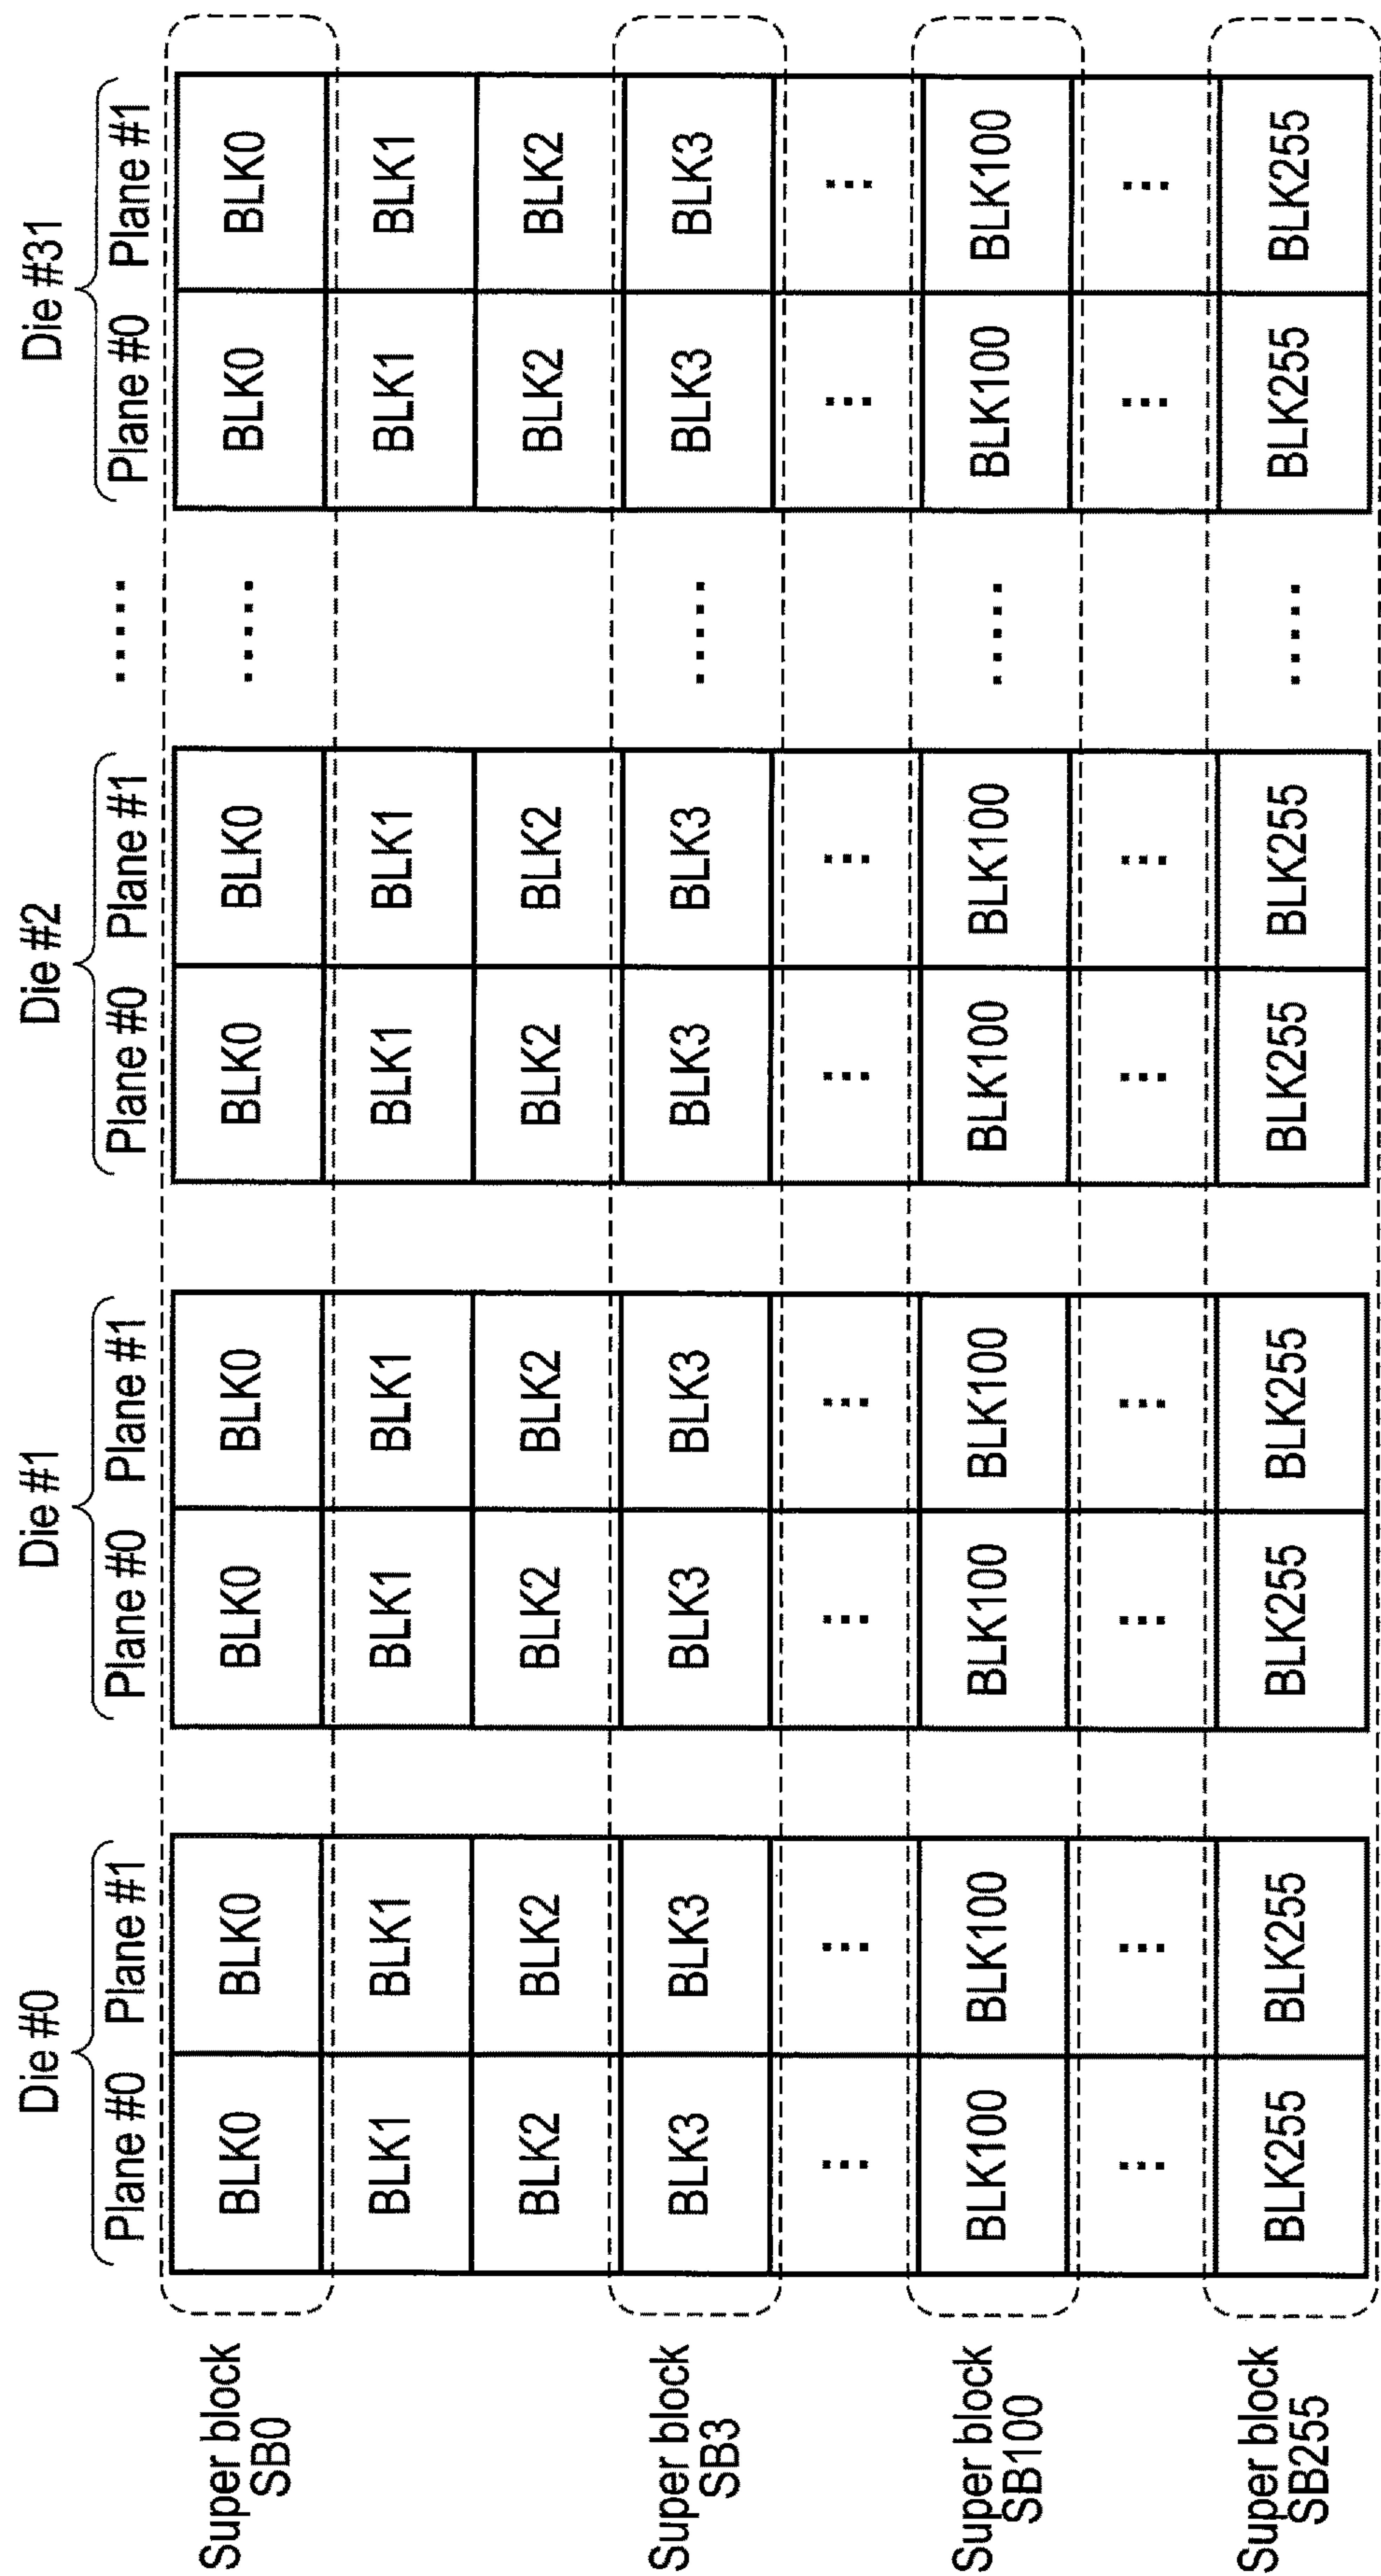 Die #0 Die #1 Die #2 ..... Die #31
Plane #0 Plane #1 Plane #0 Plane #1 Plane #0 Plane #1 Plane #0 Plane #1
Super block
SB0
BLK0 BLK0 BLK0 BLK0 BLK0 BLK0 ..... BLK0 BLK0
BLK1 BLK1 BLK1 BLK1 BLK1 BLK1 BLK1 BLK1
BLK2 BLK2 BLK2 BLK2 BLK2 BLK2 BLK2 BLK2
Super block
SB3
BLK3 BLK3 BLK3 BLK3 BLK3 BLK3 ..... BLK3 BLK3
... ... ... ... ... ... ... ...
Super block
SB100
BLK100 BLK100 BLK100 BLK100 BLK100 BLK100 ..... BLK100 BLK100
... ... ... ... ... ... ... ...
Super block
SB255
BLK255 BLK255 BLK255 BLK255 BLK255 BLK255 ..... BLK255 BLK255